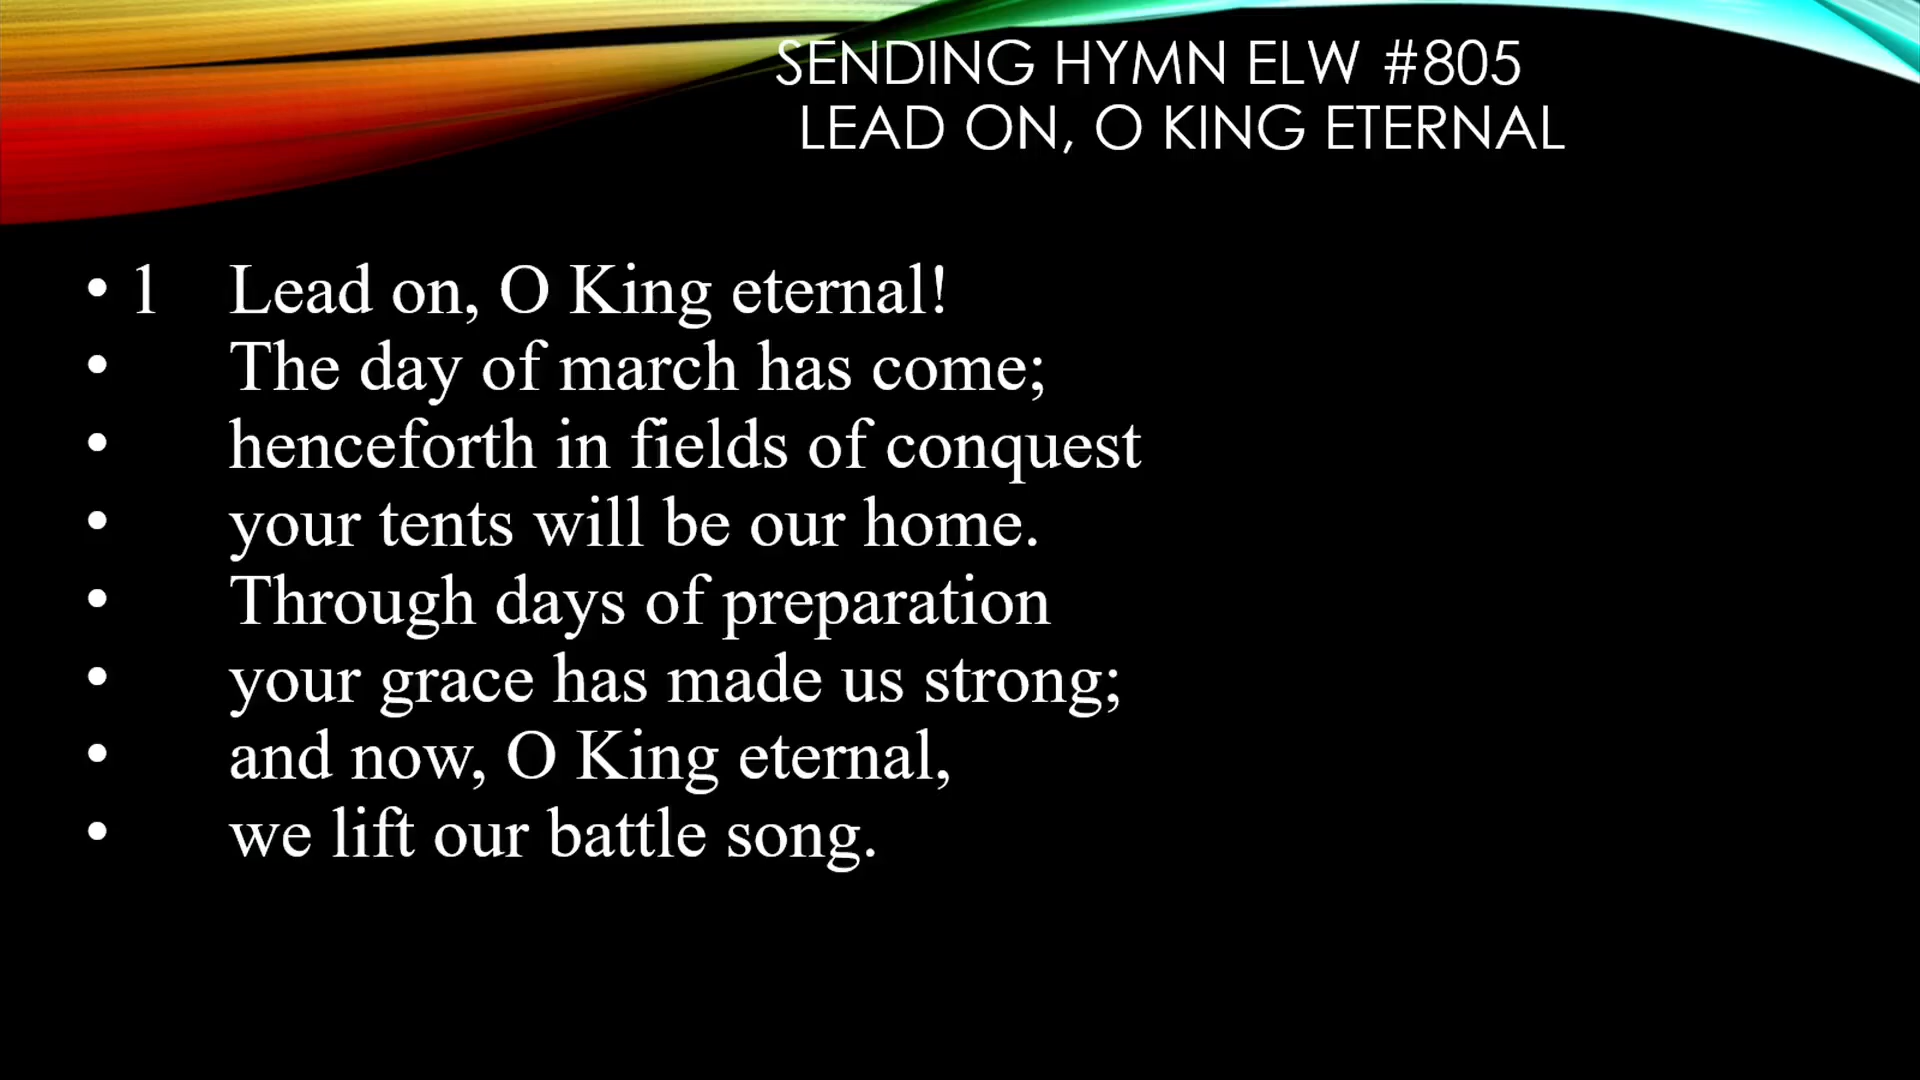 SENDING HYMN ELW #805
LEAD ON, O KING ETERNAL
• 1 Lead on, O King eternal!
• The day of march has come;
• henceforth in fields of conquest
• your tents will be our home.
• Through days of preparation
• your grace has made us strong;
• and now, O King eternal,
• we lift our battle song.